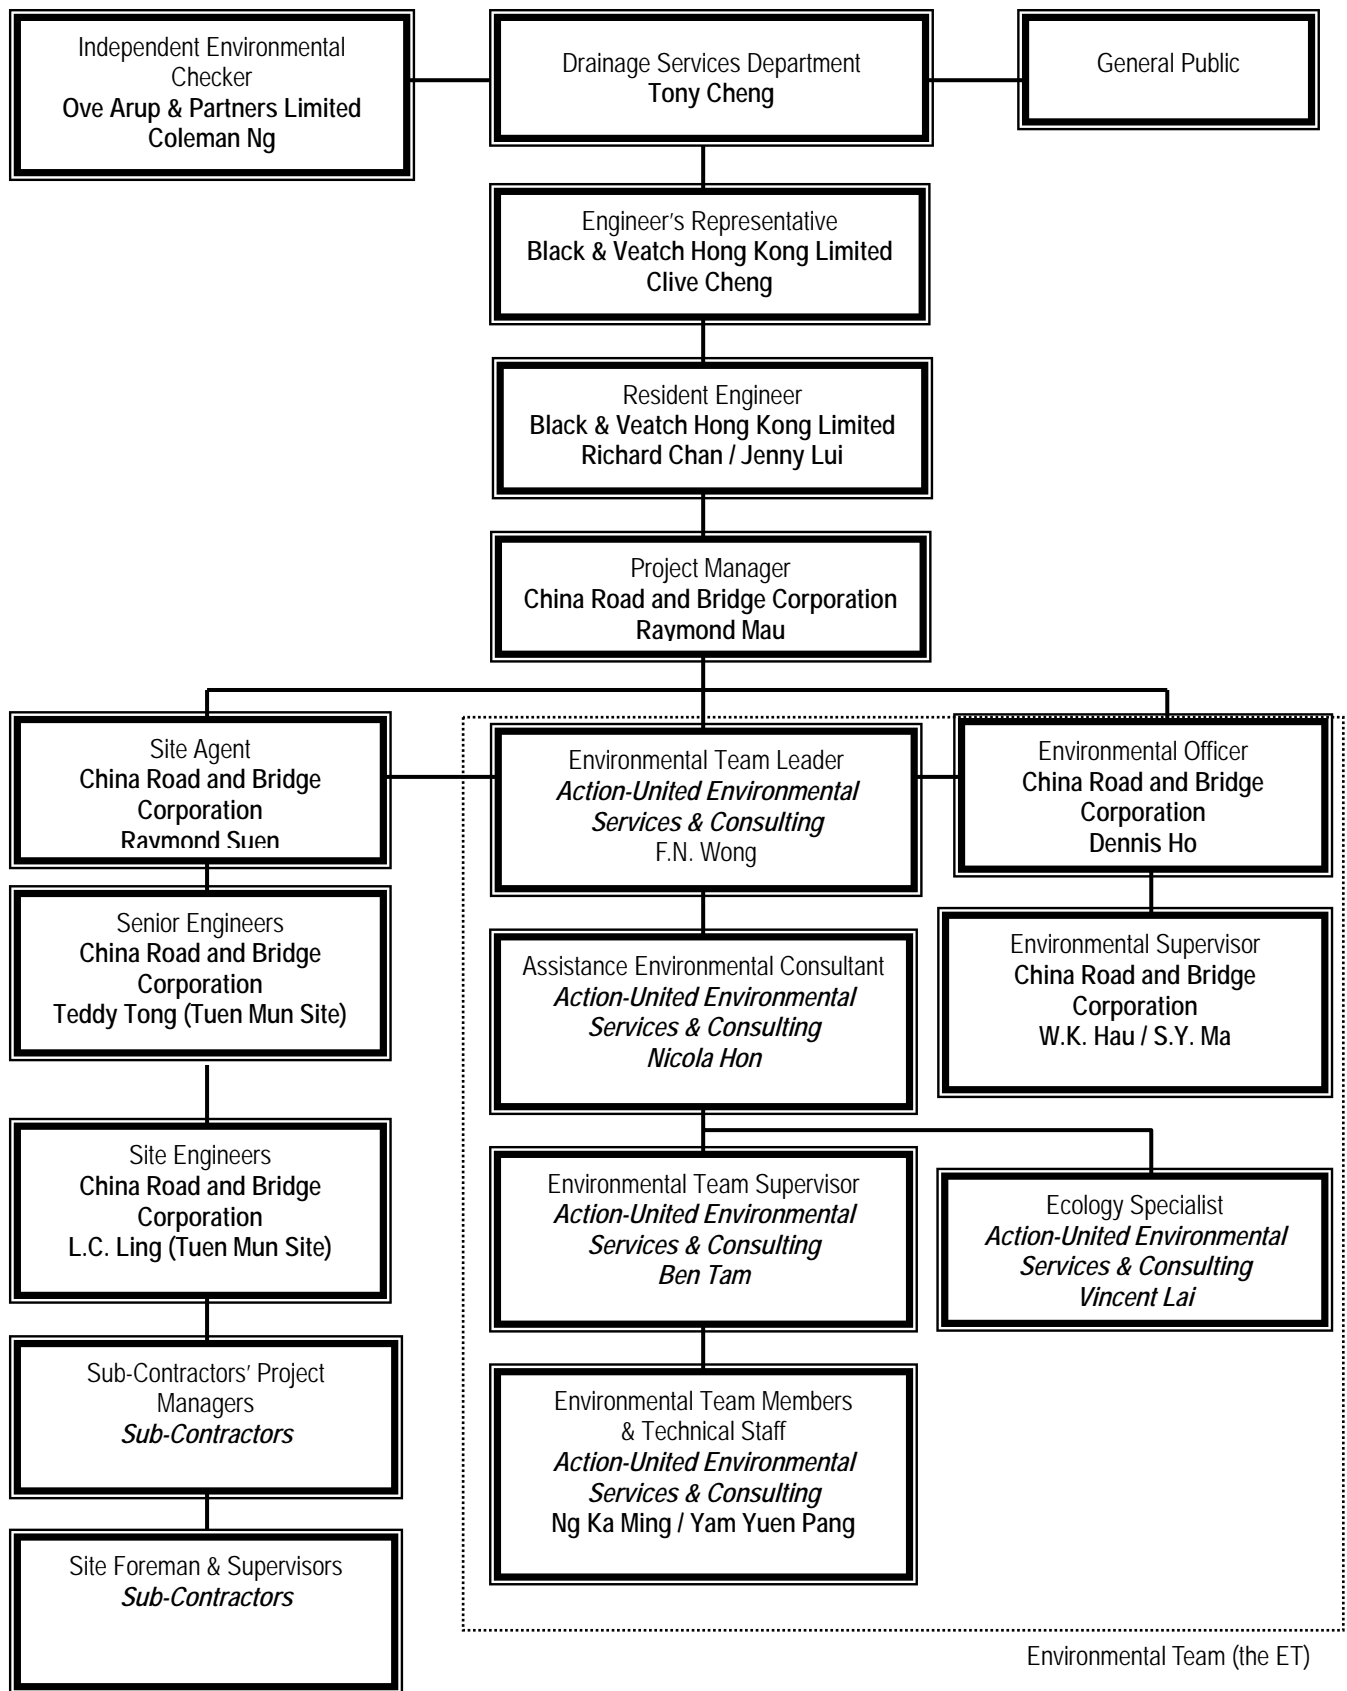 Independent Environmental
Checker
Ove Arup & Partners Limited
Coleman Ng
Drainage Services Department
Tony Cheng
General Public
Engineer's Representative
Black & Veatch Hong Kong Limited
Clive Cheng
Resident Engineer
Black & Veatch Hong Kong Limited
Richard Chan / Jenny Lui
Project Manager
China Road and Bridge Corporation
Raymond Mau
Site Agent
China Road and Bridge
Corporation
Raymond Suen
Environmental Team Leader
Action-United Environmental
Services & Consulting
F.N. Wong
Environmental Officer
China Road and Bridge
Corporation
Dennis Ho
Senior Engineers
China Road and Bridge
Corporation
Teddy Tong (Tuen Mun Site)
Assistance Environmental Consultant
Action-United Environmental
Services & Consulting
Nicola Hon
Environmental Supervisor
China Road and Bridge
Corporation
W.K. Hau / S.Y. Ma
Site Engineers
China Road and Bridge
Corporation
L.C. Ling (Tuen Mun Site)
Environmental Team Supervisor
Action-United Environmental
Services & Consulting
Ben Tam
Ecology Specialist
Action-United Environmental
Services & Consulting
Vincent Lai
Sub-Contractors' Project
Managers
Sub-Contractors
Environmental Team Members
& Technical Staff
Action-United Environmental
Services & Consulting
Ng Ka Ming / Yam Yuen Pang
Site Foreman & Supervisors
Sub-Contractors
Environmental Team (the ET)